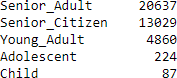 Senior_Adult 20637
Senior_Citizen 13029
Young_Adult 4860
Adolescent 224
Child 87